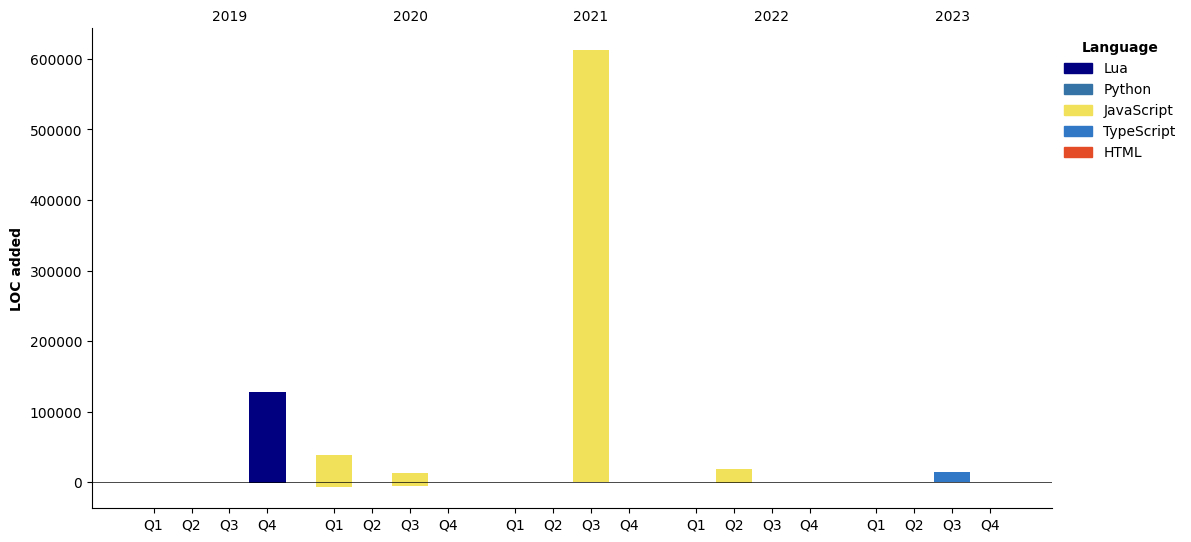 2019 2020 2021 2022 2023
Language
Lua
Python
JavaScript
TypeScript
HTML
LOC added
600000
500000
400000
300000
200000
100000
0
Q1 Q2 Q3 Q4 Q1 Q2 Q3 Q4 Q1 Q2 Q3 Q4 Q1 Q2 Q3 Q4 Q1 Q2 Q3 Q4